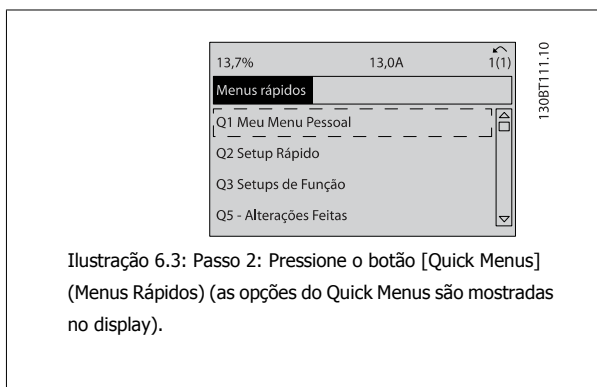 13,7% 13,0A 1(1)
Menus rápidos
Q1 Meu Menu Pessoal
Q2 Setup Rápido
Q3 Setups de Função
Q5 - Alterações Feitas
130BT111.10
Ilustração 6.3: Passo 2: Pressione o botão [Quick Menus]
(Menus Rápidos) (as opções do Quick Menus são mostradas
no display).